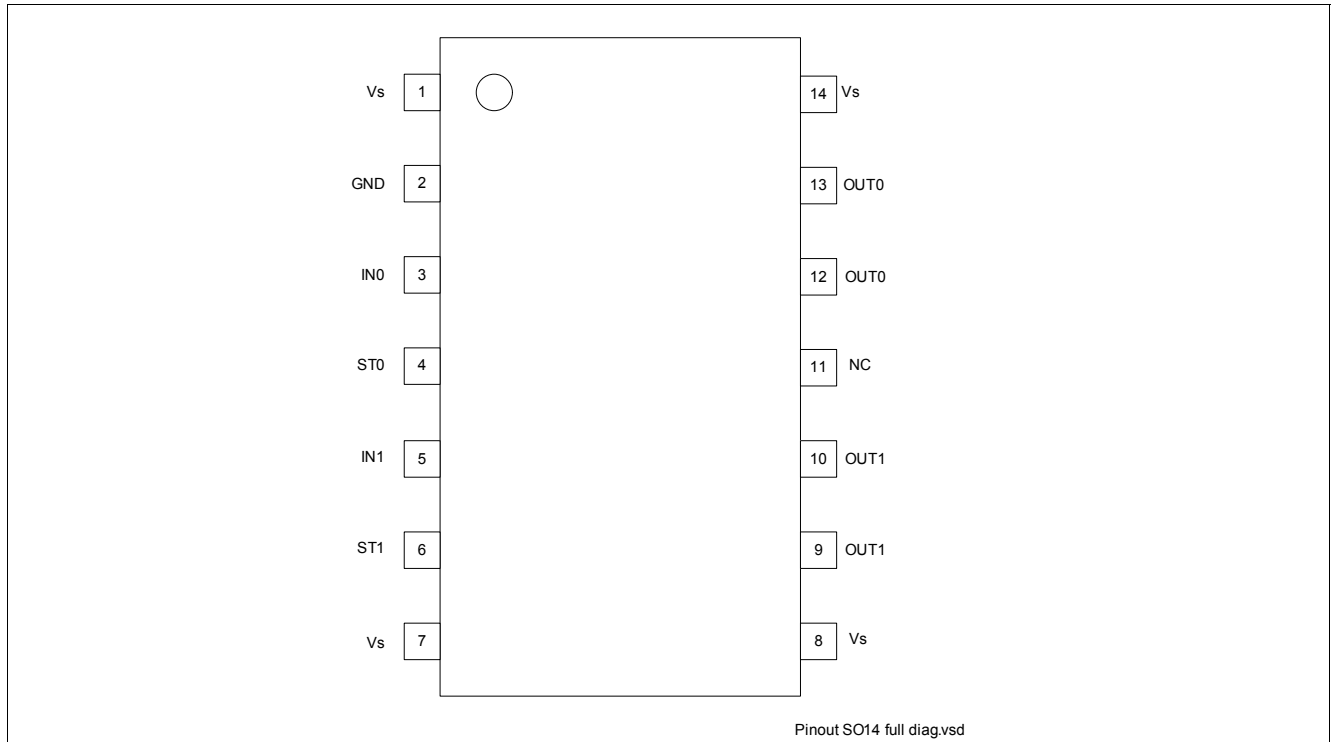 Vs 1 14 Vs
GND 2 13 OUT0
IN0 3 12 OUT0
ST0 4 11 NC
IN1 5 10 OUT1
ST1 6 9 OUT1
Vs 7 8 Vs
Pinout SO14 full diag.vsd